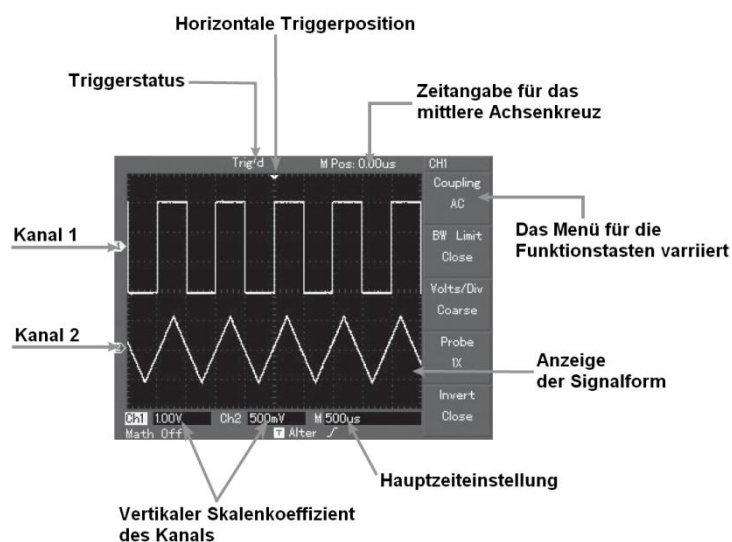 Horizontale Triggerposition
Triggerstatus
Zeitangabe für das
mittlere Achsenkreuz
Trig'd M Pos: 0.00us CH1
Coupling
AC
Kanal 1
1
Das Menü für die
Funktionstasten varriiert
BW Limit
Close
Volts/Div
Coarse
Kanal 2
2
Probe
1X
Anzeige
der Signalform
Invert
Close
Ch1 1.00V Ch2 500mV M 500us
Math Off T Alter
Hauptzeiteinstellung
Vertikaler Skalenkoeffizient
des Kanals